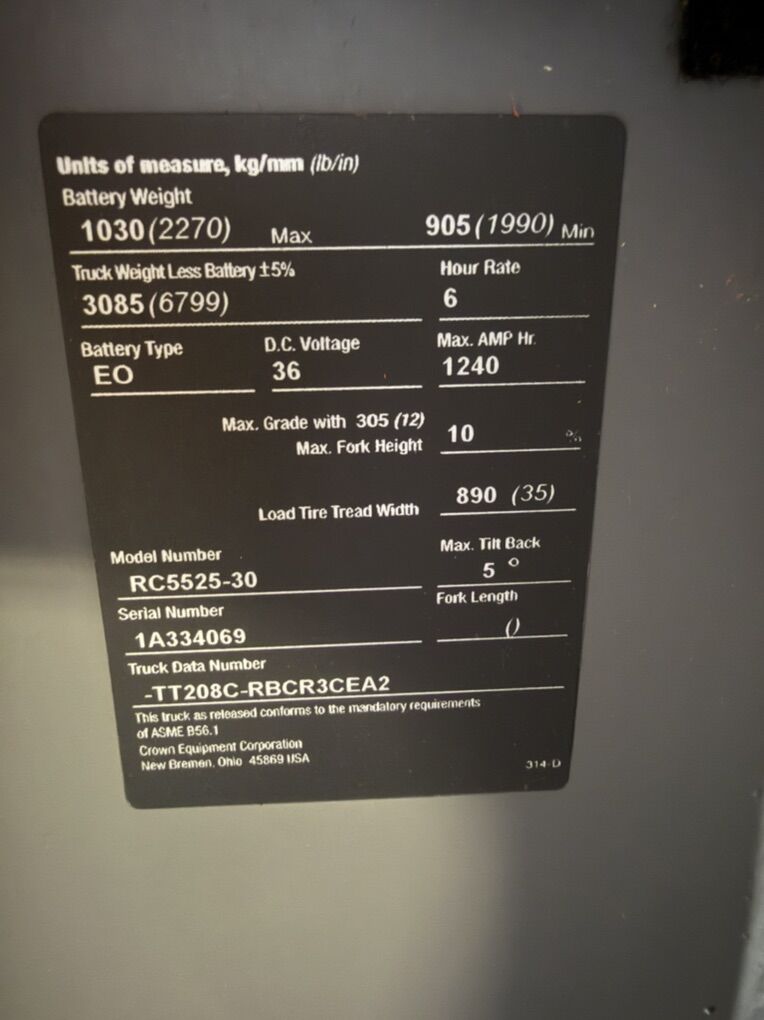 Units of measure, kg/mm (lb/in)
Battery Weight
1030 (2270) Max 905 (1990) Min
Truck Weight Less Battery ±5% Hour Rate
3085 (6799) 6
Battery Type D.C. Voltage Max. AMP Hr.
EO 36 1240
Max. Grade with 305 (12)
Max. Fork Height 10 %
Load Tire Tread Width 890 (35)
Model Number Max. Tilt Back
RC5525-30 5 °
Serial Number Fork Length
1A334069 ()
Truck Data Number
-TT208C-RBCR3CEA2
This truck as released conforms to the mandatory requirements
of ASME B56.1
Crown Equipment Corporation
New Bremen, Ohio 45869 USA 314-D